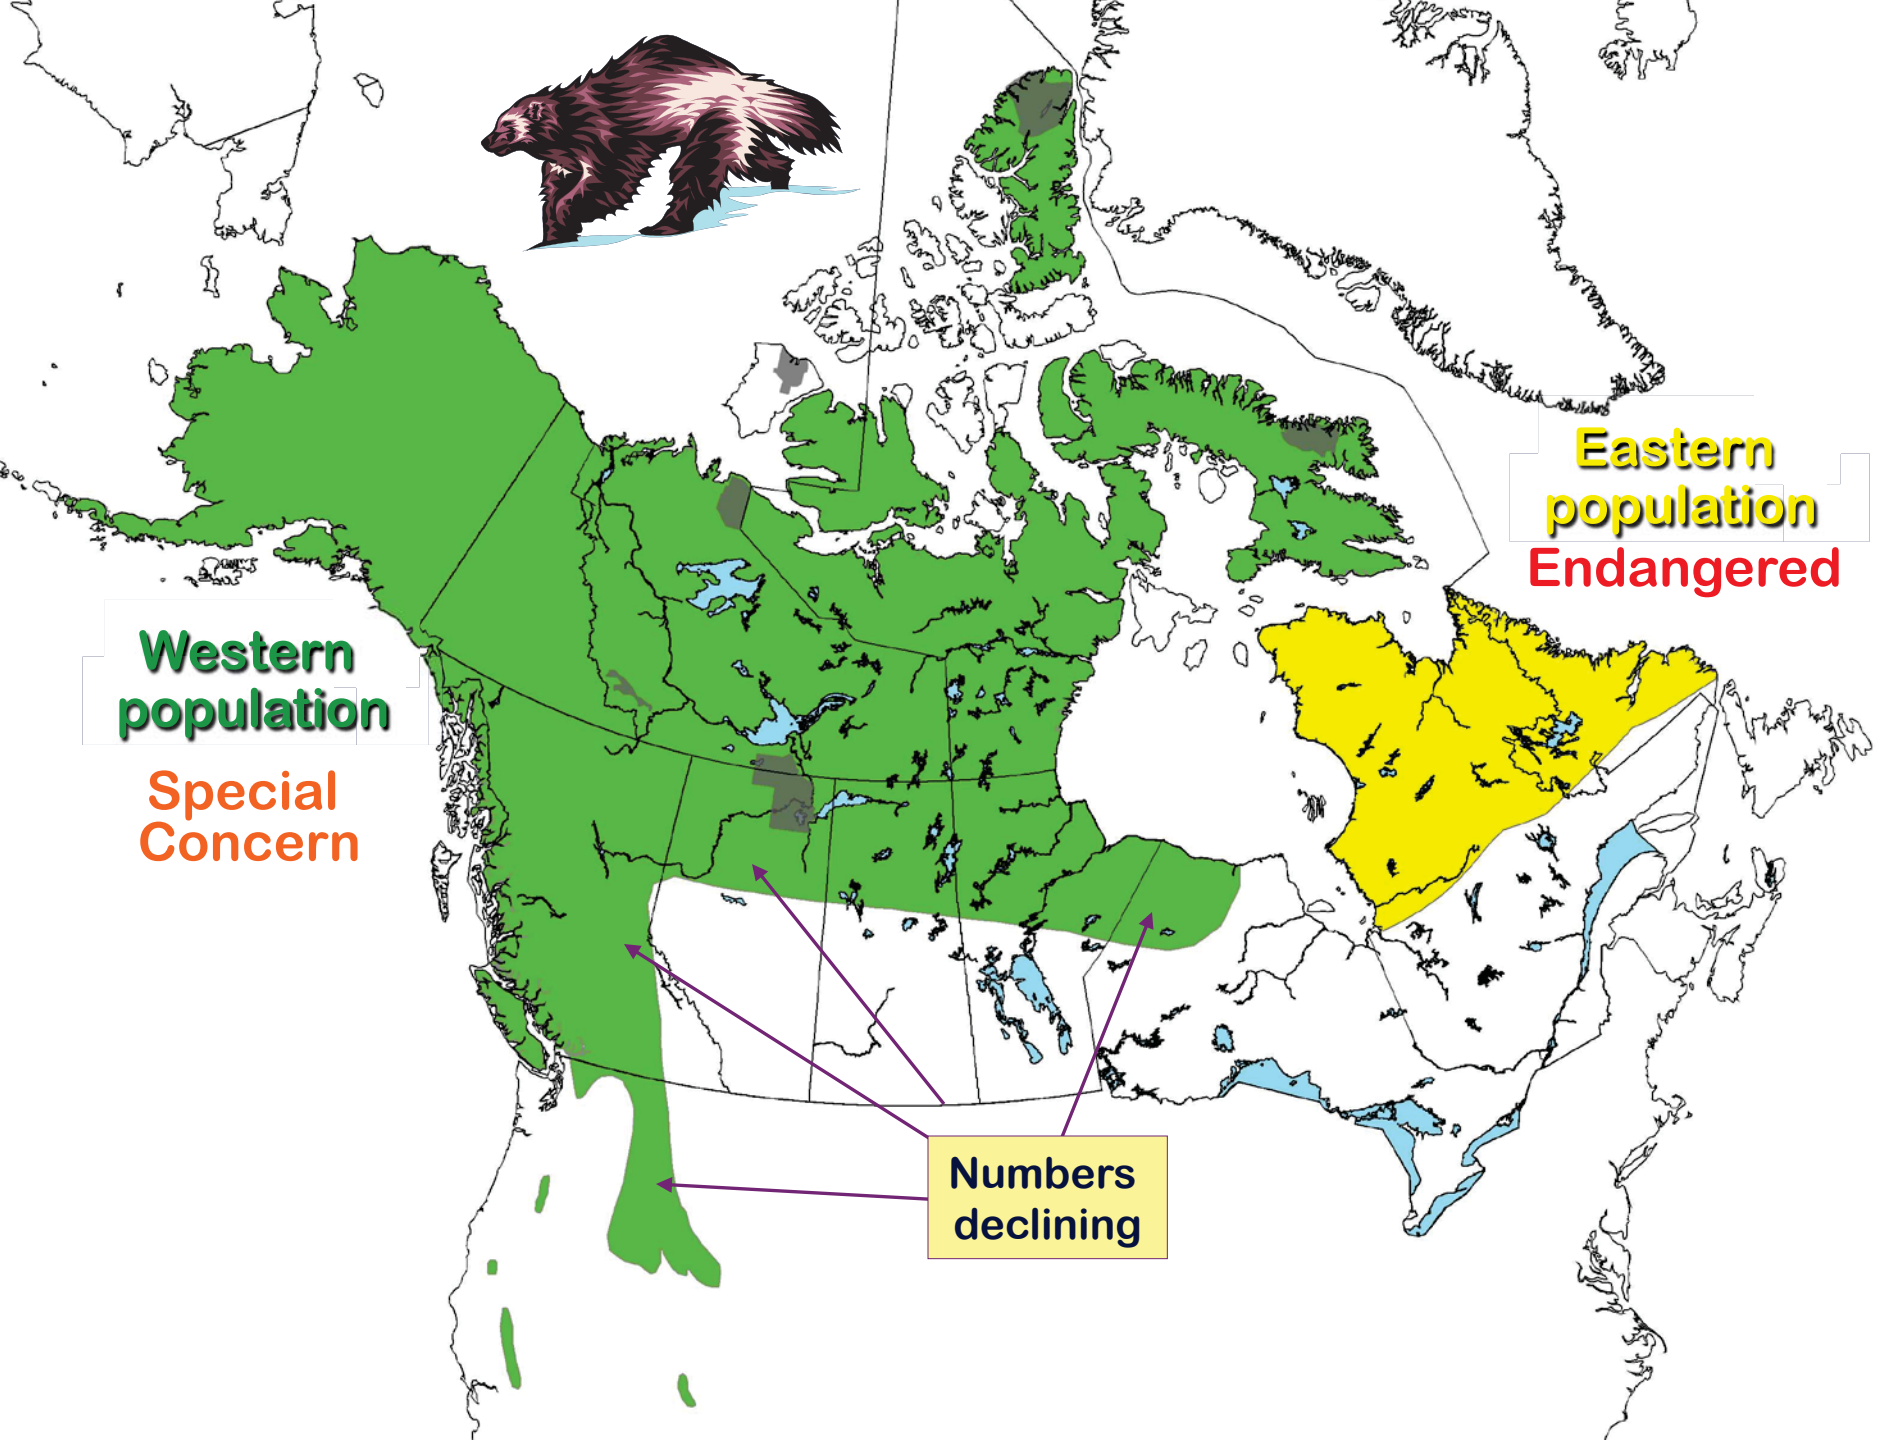 Eastern
population
Endangered
Western
population
Special
Concern
Numbers
declining